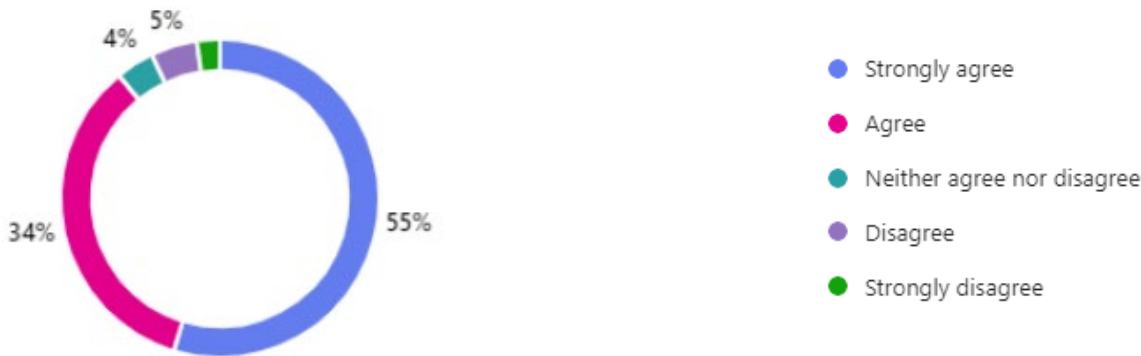 5%
4%
34%
55%
Strongly agree
Agree
Neither agree nor disagree
Disagree
Strongly disagree